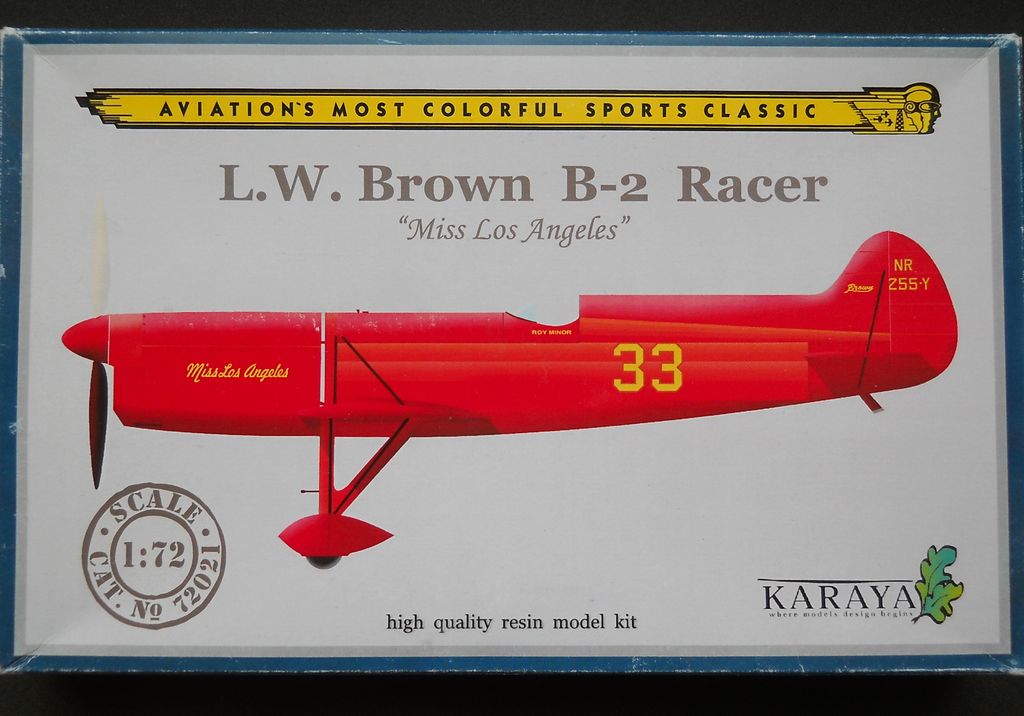 AVIATION'S MOST COLORFUL SPORTS CLASSIC
L.W. Brown B-2 Racer
“Miss Los Angeles”
NR
255-Y
Brown
ROY MINOR
33
Miss Los Angeles
SCALE
1:72
CAT. No 72021
high quality resin model kit
KARAYA
where models design begins